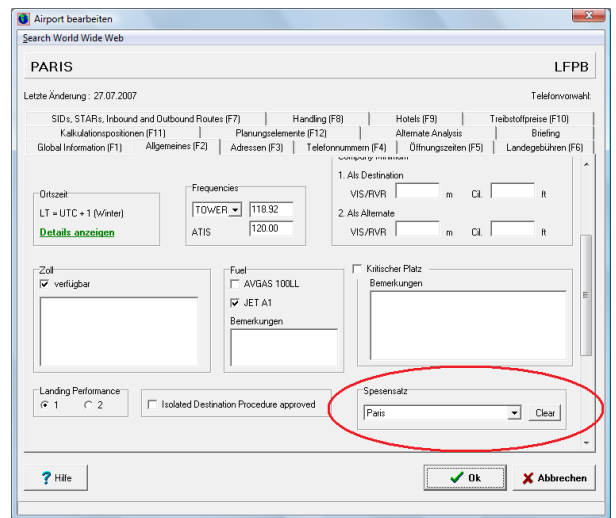 Airport bearbeiten
Search World Wide Web
PARIS LFPB
Letzte Änderung : 27.07.2007 Telefonvorwahl:
SIDs, STARs, Inbound and Outbound Routes (F7) Handling (F8) Hotels (F9) Treibstoffpreise (F10)
Kalkulationspositionen (F11) Planungselemente (F12) Alternate Analysis Briefing
Global Information (F1) Allgemeines (F2) Adressen (F3) Telefonnummern (F4) Öffnungszeiten (F5) Landegebühren (F6)
Company Minimum
1. Als Destination
Ortszeit Frequencies VIS/RVR m Cil. ft
LT = UTC + 1 (Winter) TOWER 118.92 2. Als Alternate
Details anzeigen ATIS 120.00 VIS/RVR m Cil. ft
Zoll Fuel Kritischer Platz
verfügbar AVGAS 100LL Bemerkungen
JET A1
Bemerkungen
Landing Performance Spesensatz
1 2 Isolated Destination Procedure approved Paris Clear
? Hilfe Ok Abbrechen